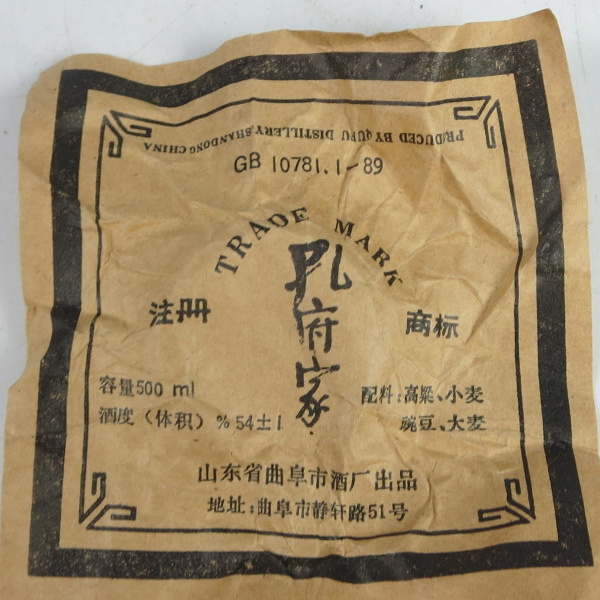 PRODUCED BY QUFU DISTILLERY, SHANDONG CHINA
GB 10781.1-89
TRADE MARK
孔府家
注册 商标
容量500 ml
酒度（体积）% 54±1
配料:高粱、小麦
豌豆、大麦
山东省曲阜市酒厂出品
地址:曲阜市静轩路51号